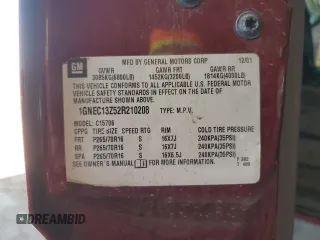 GM
MFD BY GENERAL MOTORS CORP 12/01
GVWR GAWR FRT GAWR RR
3085KG(6800LB) 1452KG(3200LB) 1814KG(4000LB)
THIS VEHICLE CONFORMS TO ALL APPLICABLE U.S. FEDERAL
MOTOR VEHICLE SAFETY STANDARDS IN EFFECT ON THE DATE OF
MANUFACTURE SHOWN ABOVE.
1GNEC13Z52R210208 TYPE: M.P.V.
MODEL: C15706
TIRE SIZE SPEED RIM COLD TIRE PRESSURE
FRT P265/70R16 S 16X7J 240KPA(35PSI)
RR P265/70R16 S 16X7J 240KPA(35PSI)
SPA P265/70R16 S 16X6.5J 240KPA(35PSI)
SEE OWNER'S MANUAL FOR ADDITIONAL INFORMATION
DREAMBID